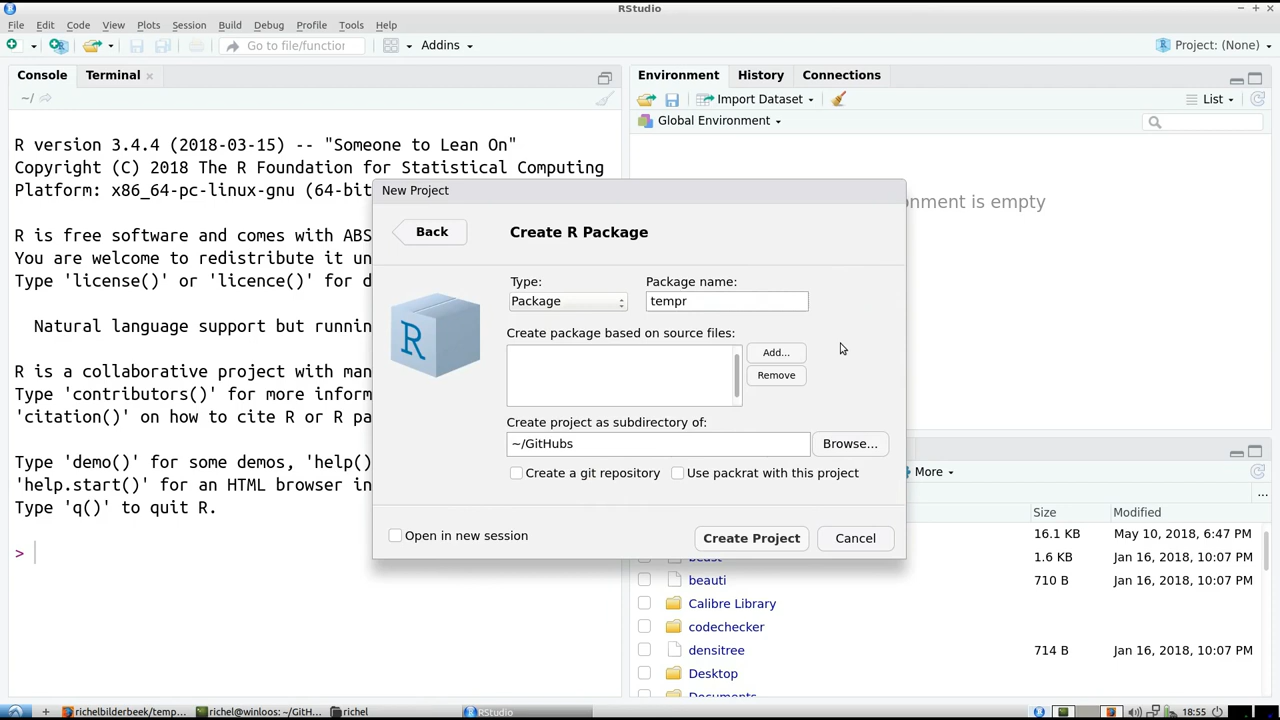 RStudio
File Edit Code View Plots Session Build Debug Profile Tools Help
Go to file/function Addins Project: (None)
Console Terminal
Environment History Connections
~/
Import Dataset List
Global Environment
R version 3.4.4 (2018-03-15) -- "Someone to Lean On"
Copyright (C) 2018 The R Foundation for Statistical Computing
Platform: x86_64-pc-linux-gnu (64-bit
R is free software and comes with ABS
You are welcome to redistribute it un
Type 'license()' or 'licence()' for d
Natural language support but runnin
R is a collaborative project with man
Type 'contributors()' for more inform
'citation()' on how to cite R or R pa
Type 'demo()' for some demos, 'help()
'help.start()' for an HTML browser in
Type 'q()' to quit R.
>
onment is empty
New Project
Back
Create R Package
Type: Package name:
Package tempr
R
Create package based on source files:
Add...
Remove
Create project as subdirectory of:
~/GitHubs Browse...
Create a git repository Use packrat with this project
Open in new session Create Project Cancel
More
...
Size Modified
16.1 KB May 10, 2018, 6:47 PM
beast 1.6 KB Jan 16, 2018, 10:07 PM
beauti 710 B Jan 16, 2018, 10:07 PM
Calibre Library
codechecker
densitree 714 B Jan 16, 2018, 10:07 PM
Desktop
Documents
richelbilderbeek/temp... richel@winloos: ~/GitH... richel RStudio 18:55